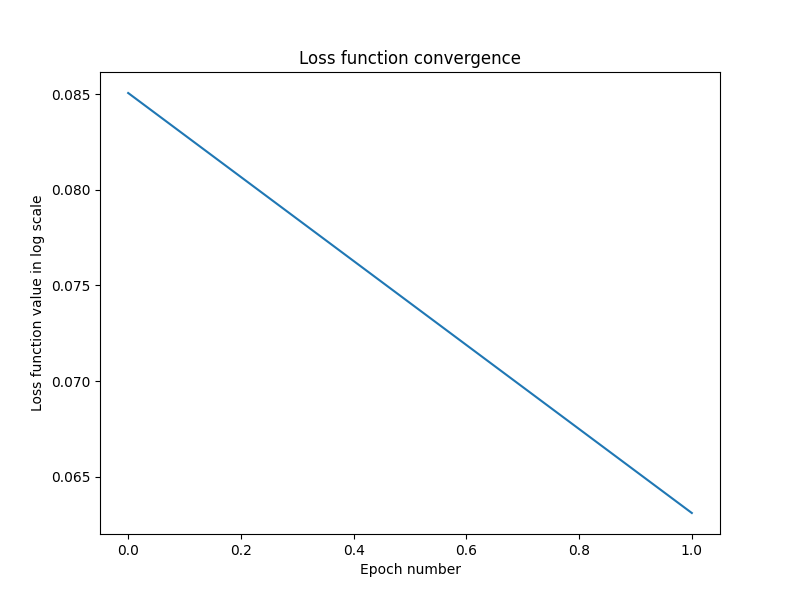 Loss function convergence
0.085
0.080
0.075
0.070
0.065
Loss function value in log scale
0.0 0.2 0.4 0.6 0.8 1.0
Epoch number